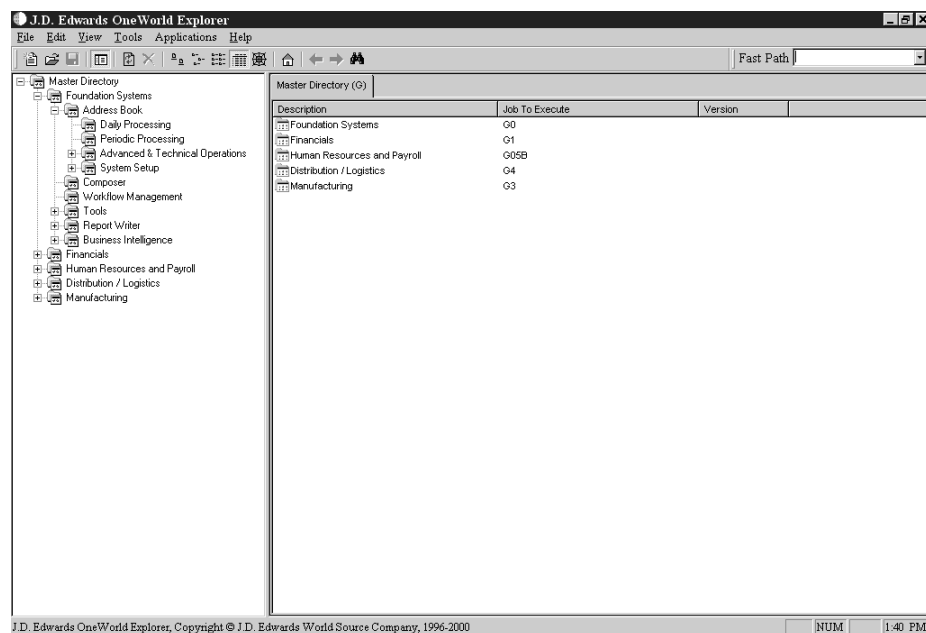 J.D. Edwards OneWorld Explorer
File Edit View Tools Applications Help
Fast Path
Master Directory
Foundation Systems
Address Book
Daily Processing
Periodic Processing
Advanced & Technical Operations
System Setup
Composer
Workflow Management
Tools
Report Writer
Business Intelligence
Financials
Human Resources and Payroll
Distribution / Logistics
Manufacturing
Master Directory (G)
Description Job To Execute Version
Foundation Systems G0
Financials G1
Human Resources and Payroll G05B
Distribution / Logistics G4
Manufacturing G3
J.D. Edwards OneWorld Explorer, Copyright © J.D. Edwards World Source Company, 1996-2000 NUM 1:40 PM